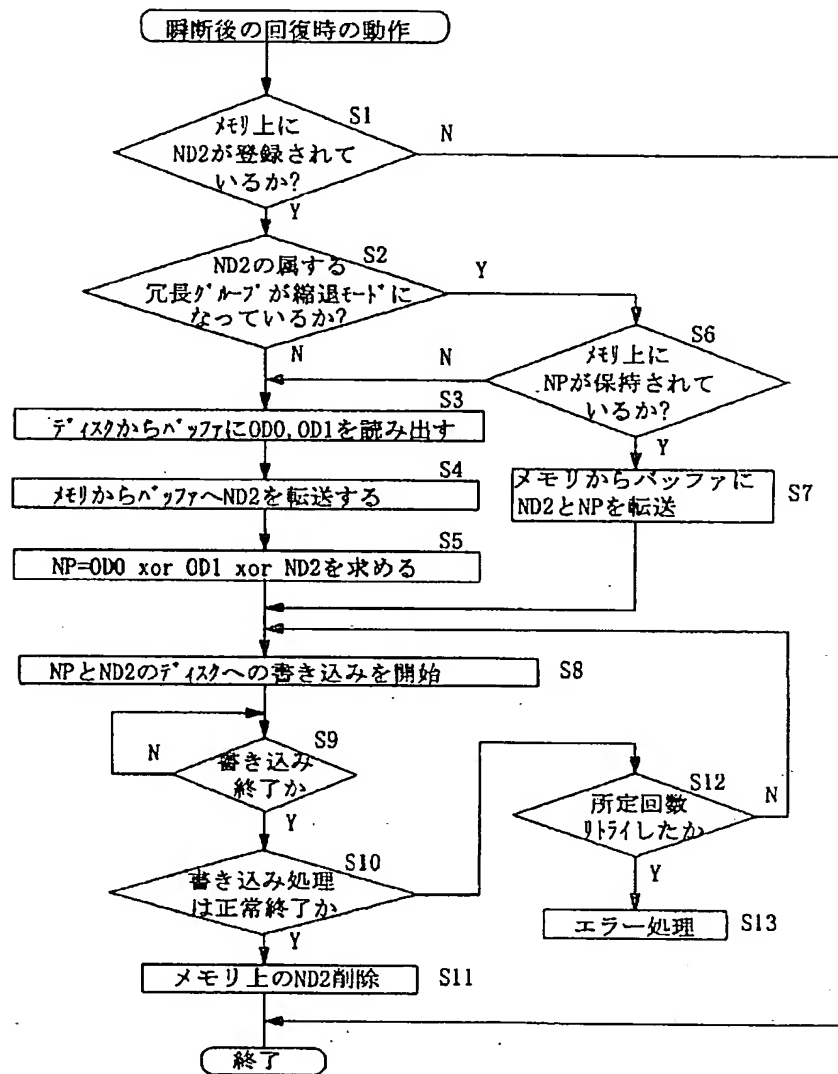 瞬断後の回復時の動作
S1
メモリ上に
ND2が登録されて
いるか?
N
Y
S2
ND2の属する
冗長グループが縮退モードに
なっているか?
Y
N
S6
メモリ上に
NPが保持されて
いるか?
N
Y
S3
ディスクからバッファにOD0,OD1を読み出す
S4
メモリからバッファへND2を転送する
S7
メモリからバッファに
ND2とNPを転送
S5
NP=OD0 xor OD1 xor ND2を求める
NPとND2のディスクへの書き込みを開始
S8
S9
書き込み
終了か
N
Y
S12
所定回数
リトライしたか
N
Y
S10
書き込み処理
は正常終了か
Y
エラー処理
S13
メモリ上のND2削除
S11
終了